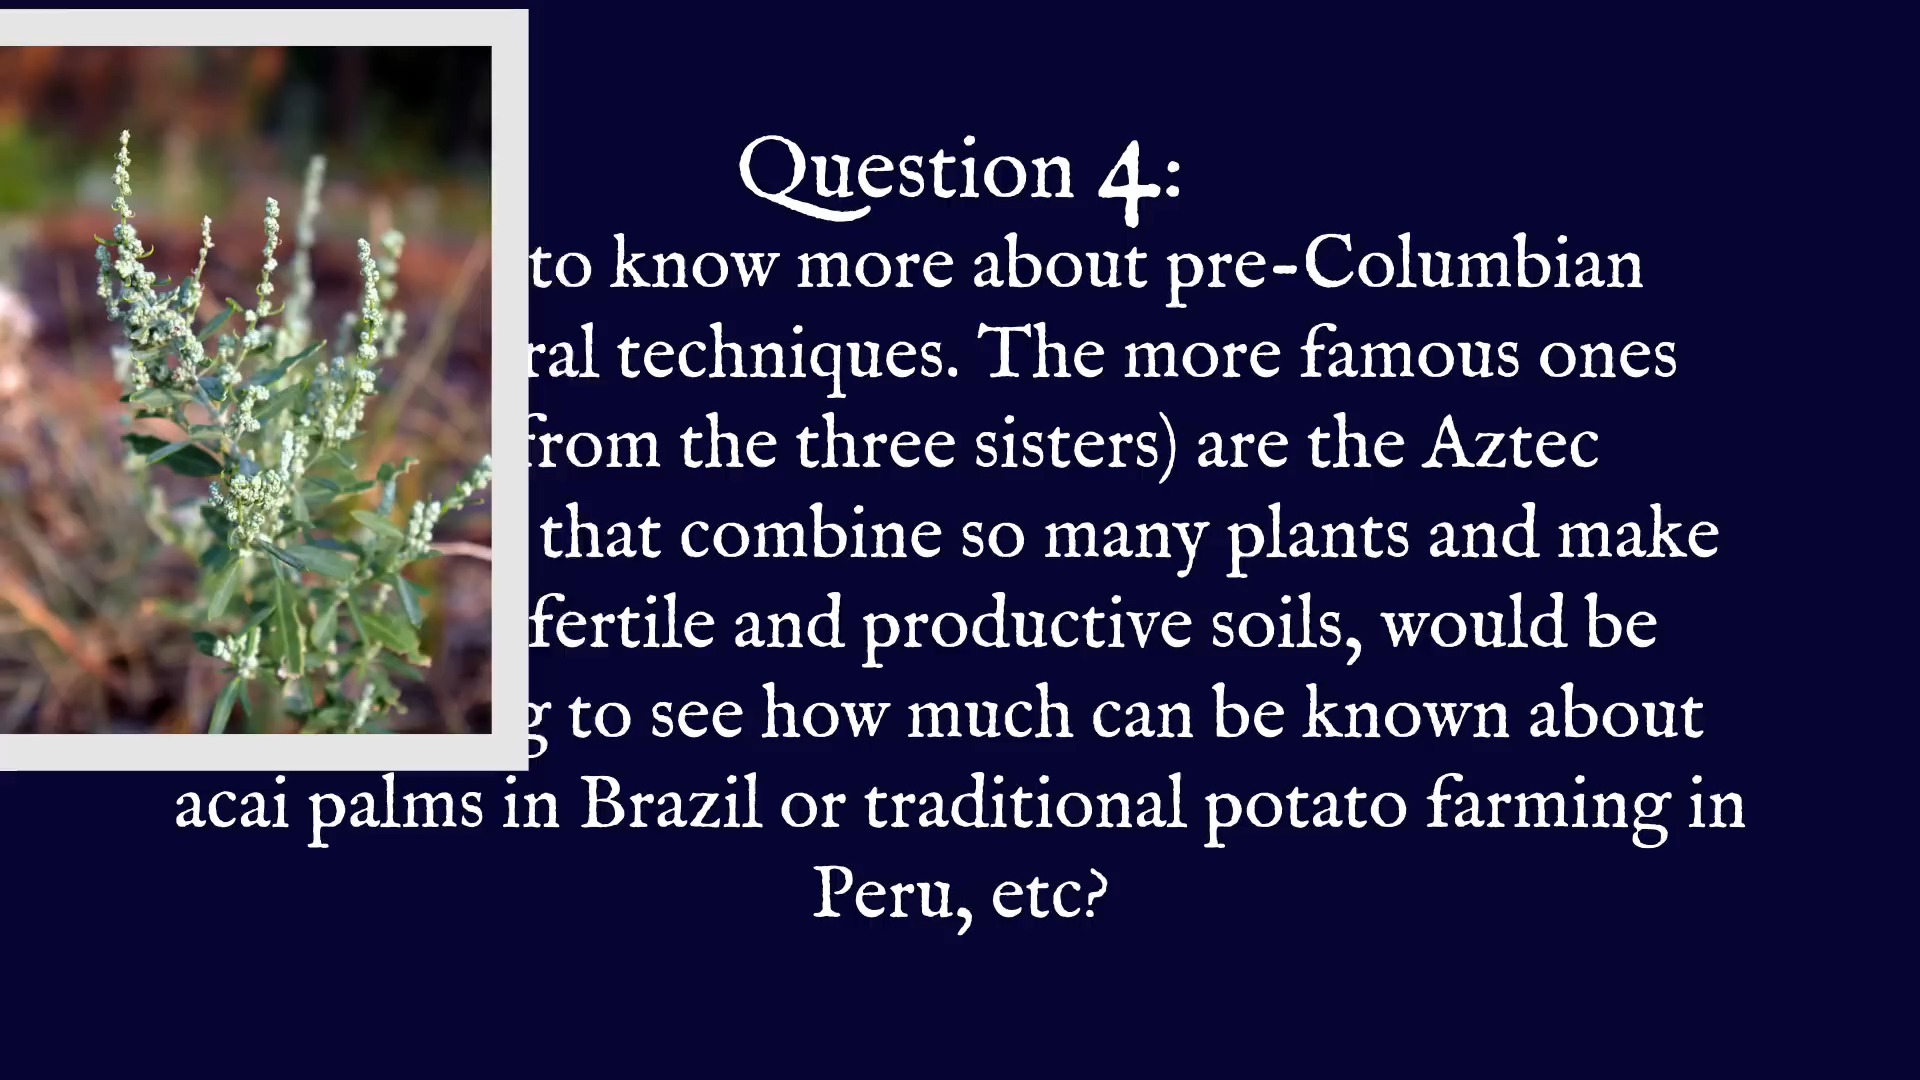 Question 4:
to know more about pre-Columbian
techniques. The more famous ones
from the three sisters) are the Aztec
that combine so many plants and make
fertile and productive soils, would be
to see how much can be known about
acai palms in Brazil or traditional potato farming in
Peru, etc?